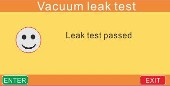 Vacuum leak test
Leak test passed
ENTER
EXIT